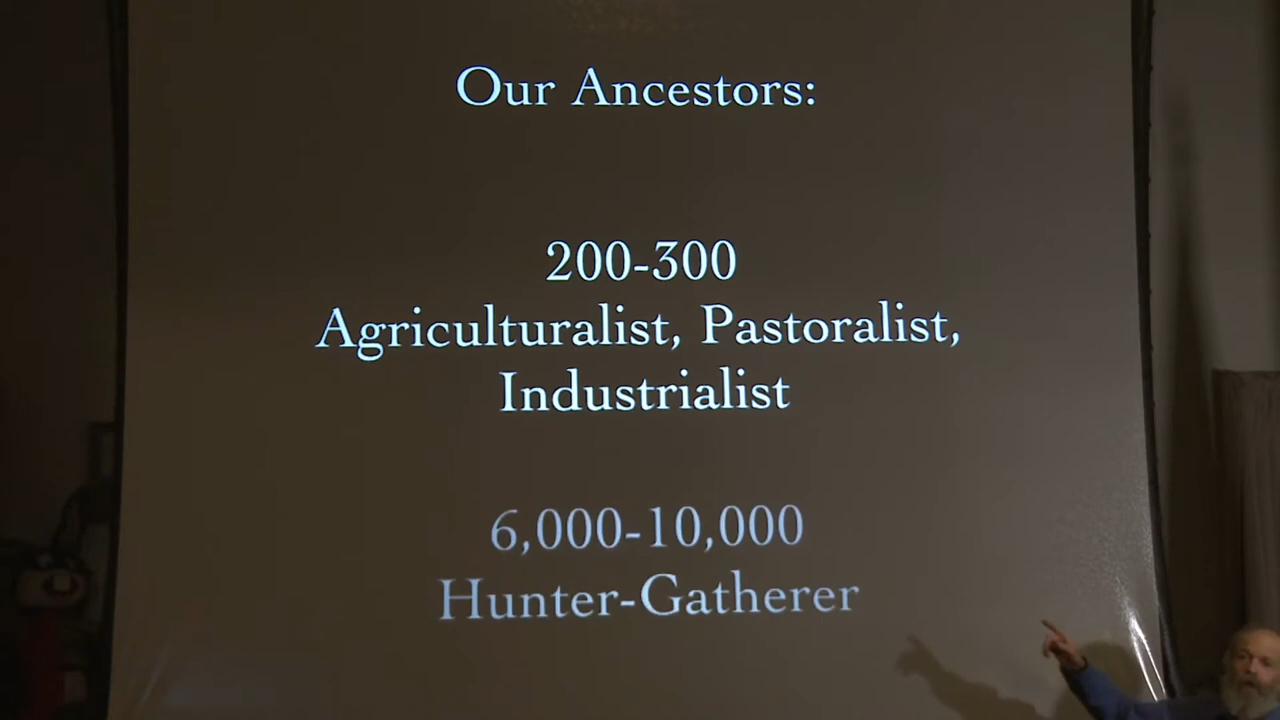 Our Ancestors:
200-300
Agriculturalist, Pastoralist,
Industrialist
6,000-10,000
Hunter-Gatherer